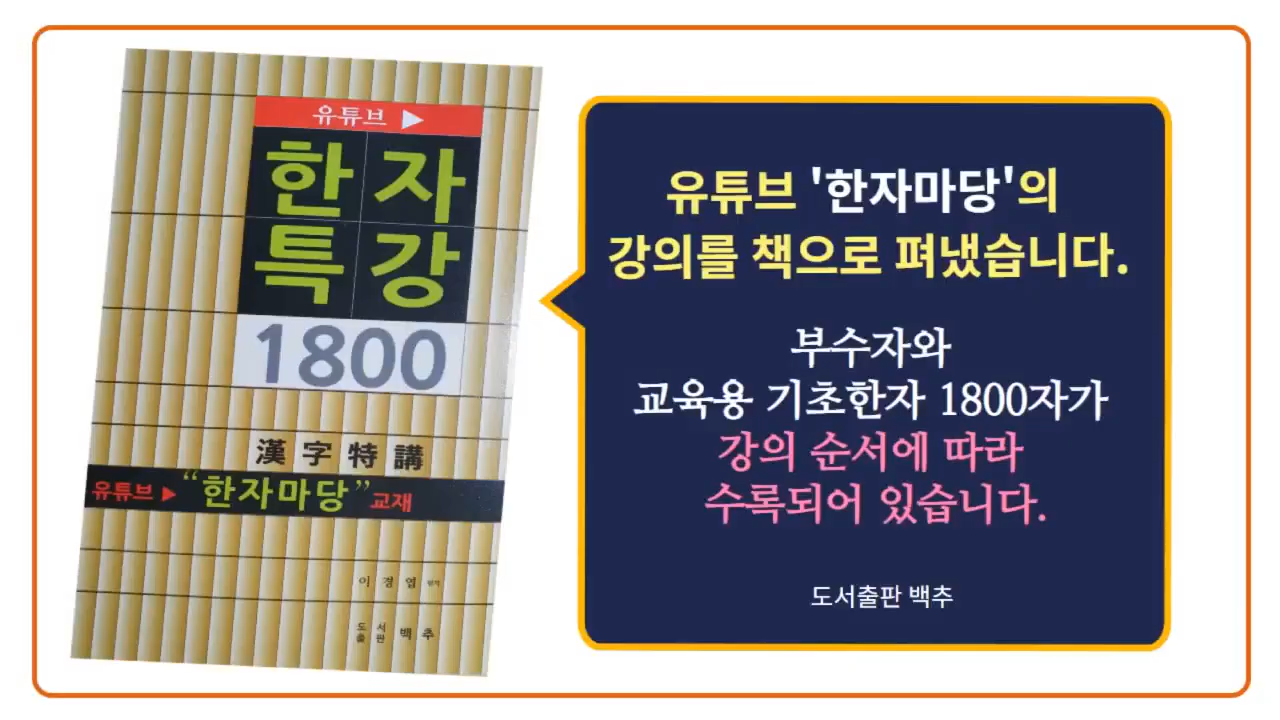 유튜브 ▶
한자
특강
1800
漢字特講
유튜브 ▶ “한자마당” 교재
이경엽
도서출판 백추
유튜브 '한자마당'의
강의를 책으로 펴냈습니다.
부수자와
교육용 기초한자 1800자가
강의 순서에 따라
수록되어 있습니다.
도서출판 백추